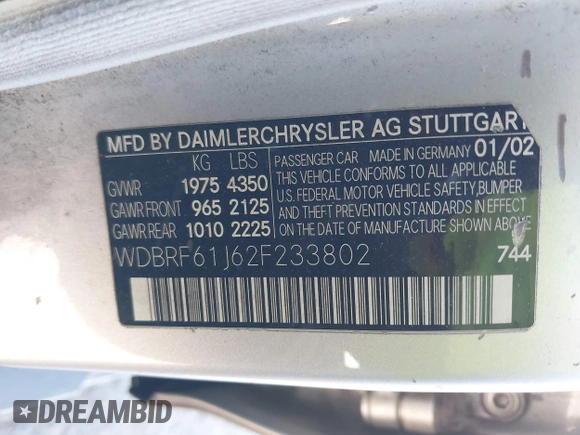 MFD BY DAIMLERCHRYSLER AG STUTTGART
KG LBS
GVWR 1975 4350
GAWR FRONT 965 2125
GAWR REAR 1010 2225
PASSENGER CAR MADE IN GERMANY 01/02
THIS VEHICLE CONFORMS TO ALL APPLICABLE
U.S. FEDERAL MOTOR VEHICLE SAFETY, BUMPER
AND THEFT PREVENTION STANDARDS IN EFFECT
ON THE DATE OF MANUFACTURE SHOWN ABOVE
WDBRF61J62F233802 744
DREAMBID